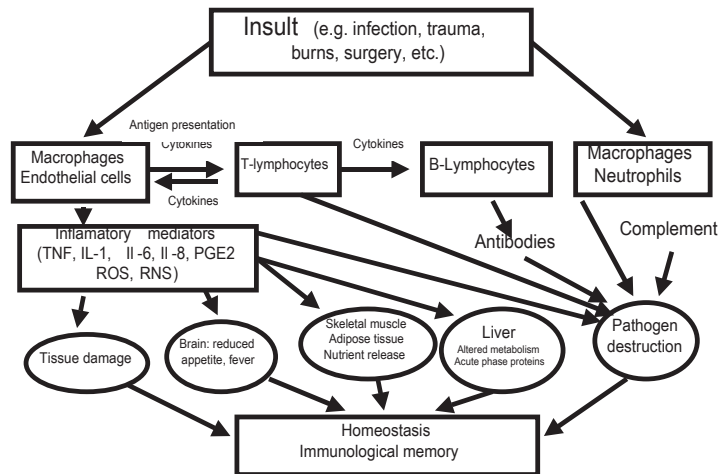 Insult (e.g. infection, trauma,
burns, surgery, etc.)
Antigen presentation
Cytokines
Cytokines
Macrophages
Endothelial cells
T-lymphocytes
B-Lymphocytes
Macrophages
Neutrophils
Cytokines
Inflamatory mediators
(TNF, IL-1, Il-6, Il-8, PGE2
ROS, RNS)
Antibodies
Complement
Tissue damage
Brain: reduced
appetite, fever
Skeletal muscle
Adipose tissue
Nutrient release
Liver
Altered metabolism
Acute phase proteins
Pathogen
destruction
Homeostasis
Immunological memory